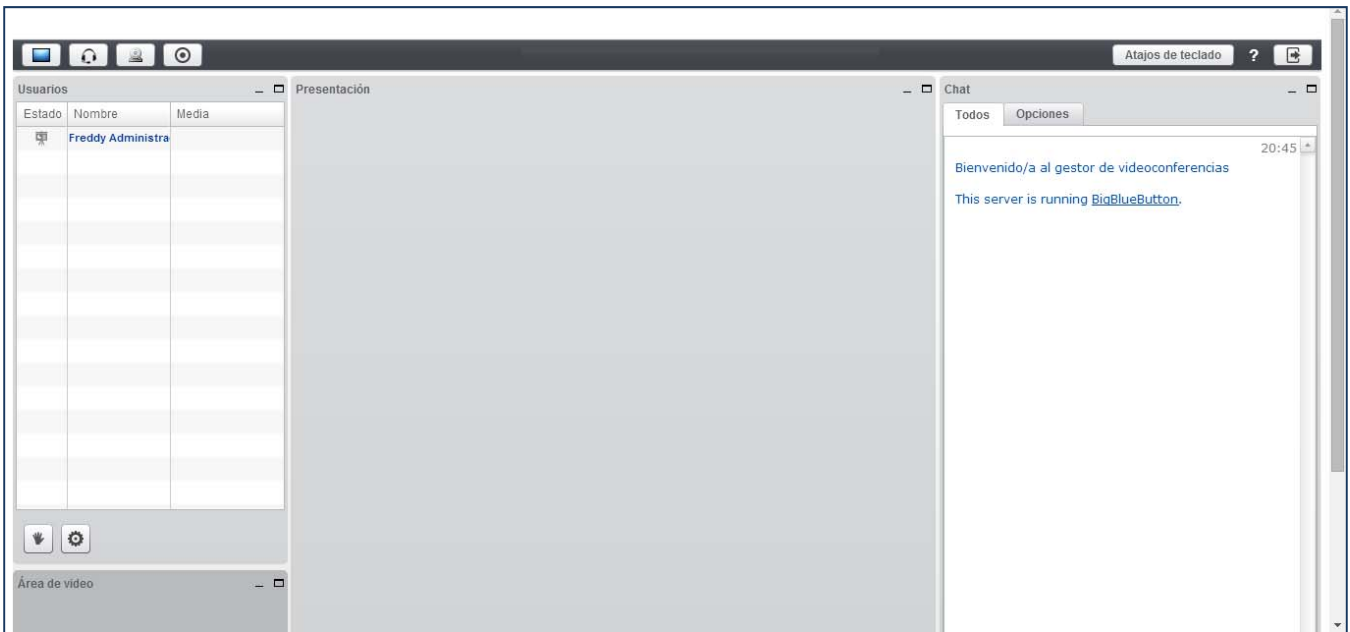 Atajos de teclado ?
Usuarios
Estado Nombre Media
Freddy Administra
Área de video
Presentación
Chat
Todos Opciones
20:45
Bienvenido/a al gestor de videoconferencias
This server is running BigBlueButton.